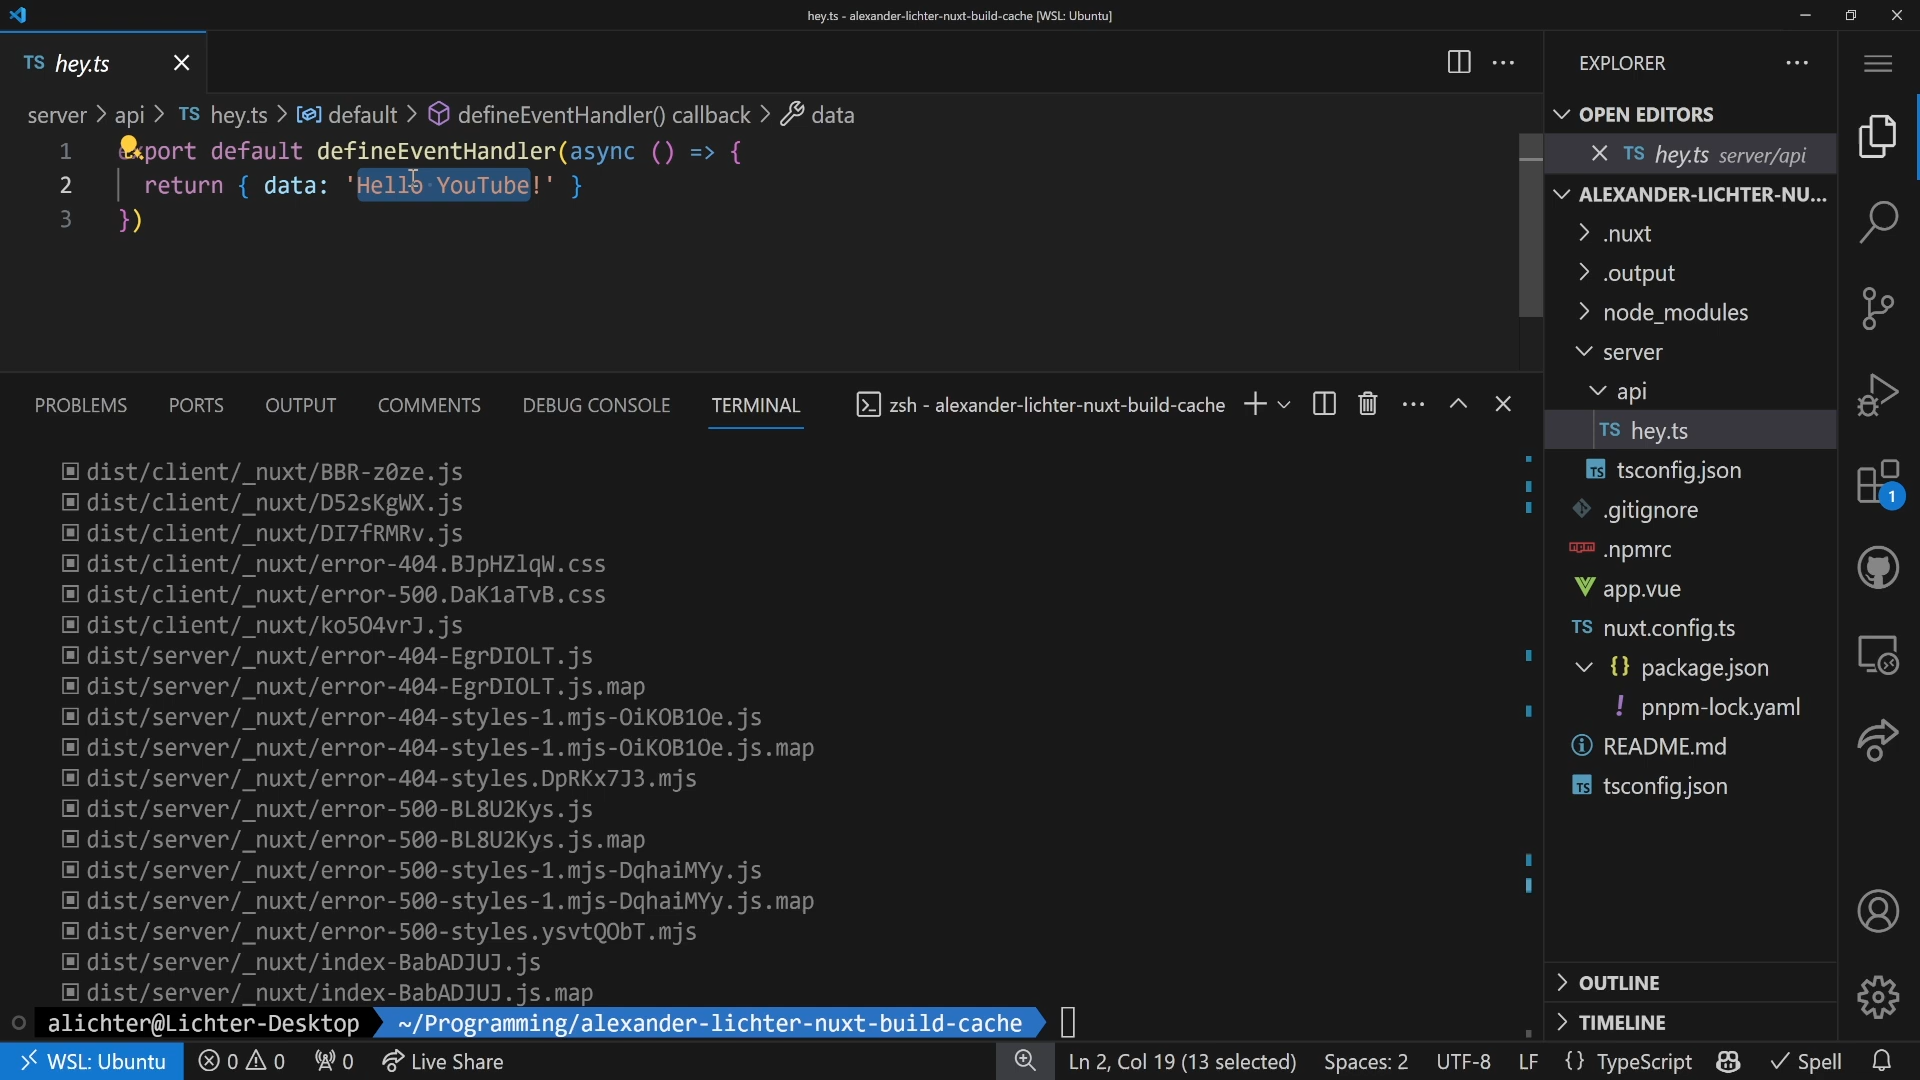 hey.ts - alexander-lichter-nuxt-build-cache [WSL: Ubuntu]
TS hey.ts
server > api > TS hey.ts > default > defineEventHandler() callback > data
1 export default defineEventHandler(async () => {
2 return { data: 'Hello YouTube!' }
3 })
PROBLEMS PORTS OUTPUT COMMENTS DEBUG CONSOLE TERMINAL zsh - alexander-lichter-nuxt-build-cache
dist/client/_nuxt/BBR-z0ze.js
dist/client/_nuxt/D52sKgWX.js
dist/client/_nuxt/DI7fRMRv.js
dist/client/_nuxt/error-404.BJpHZlqW.css
dist/client/_nuxt/error-500.DaK1aTvB.css
dist/client/_nuxt/ko5O4vrJ.js
dist/server/_nuxt/error-404-EgrDIOLT.js
dist/server/_nuxt/error-404-EgrDIOLT.js.map
dist/server/_nuxt/error-404-styles-1.mjs-OiKOB1Oe.js
dist/server/_nuxt/error-404-styles-1.mjs-OiKOB1Oe.js.map
dist/server/_nuxt/error-404-styles.DpRKx7J3.mjs
dist/server/_nuxt/error-500-BL8U2Kys.js
dist/server/_nuxt/error-500-BL8U2Kys.js.map
dist/server/_nuxt/error-500-styles-1.mjs-DqhaiMYy.js
dist/server/_nuxt/error-500-styles-1.mjs-DqhaiMYy.js.map
dist/server/_nuxt/error-500-styles.ysvtQObT.mjs
dist/server/_nuxt/index-BabADJUJ.js
dist/server/_nuxt/index-BabADJUJ.js.map
alichter@Lichter-Desktop ~/Programming/alexander-lichter-nuxt-build-cache
EXPLORER
OPEN EDITORS
TS hey.ts server/api
ALEXANDER-LICHTER-NU...
.nuxt
.output
node_modules
server
api
TS hey.ts
TS tsconfig.json
.gitignore
npm .npmrc
app.vue
TS nuxt.config.ts
{} package.json
! pnpm-lock.yaml
README.md
TS tsconfig.json
OUTLINE
TIMELINE
1
WSL: Ubuntu 0 0 0 Live Share Ln 2, Col 19 (13 selected) Spaces: 2 UTF-8 LF {} TypeScript Spell